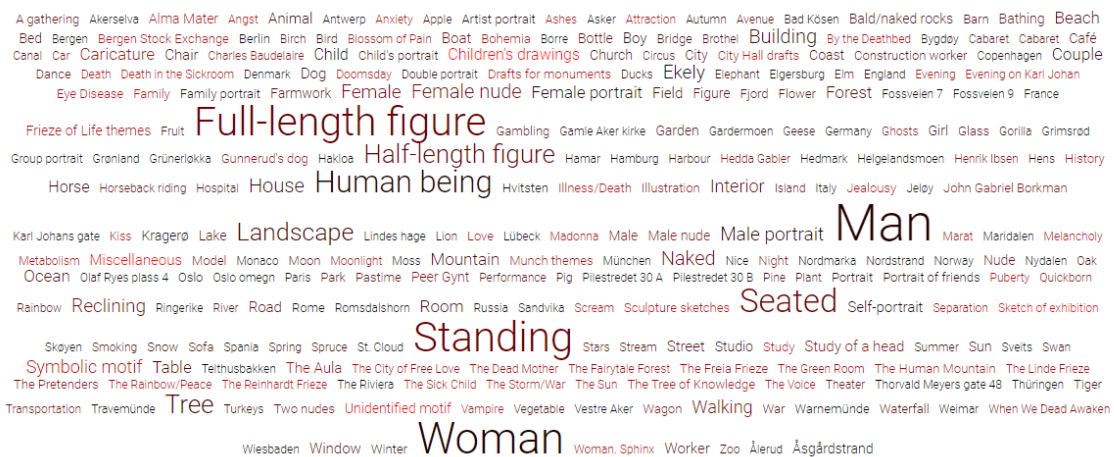 A gathering Akerselva Alma Mater Angst Animal Antwerp Anxiety Apple Artist portrait Ashes Asker Attraction Autumn Avenue Bad Kösen Bald/naked rocks Barn Bathing Beach
Bed Bergen Bergen Stock Exchange Berlin Birch Bird Blossom of Pain Boat Bohemia Borre Bottle Boy Bridge Brothel Building By the Deathbed Bygdøy Cabaret Cabaret Café
Canal Car Caricature Chair Charles Baudelaire Child Child's portrait Children's drawings Church Circus City City Hall drafts Coast Construction worker Copenhagen Couple
Dance Death Death in the Sickroom Denmark Dog Doomsday Double portrait Drafts for monuments Ducks Ekely Elephant Elgersburg Elm England Evening Evening on Karl Johan
Eye Disease Family Family portrait Farmwork Female Female nude Female portrait Field Figure Fjord Flower Forest Fossveien 7 Fossveien 9 France
Frieze of Life themes Fruit Full-length figure Gambling Gamle Aker kirke Garden Gardermoen Geese Germany Ghosts Girl Glass Gorilla Grimsrød
Group portrait Grønland Grünerløkka Gunnerud's dog Hakloa Half-length figure Hamar Hamburg Harbour Hedda Gabler Hedmark Helgelandsmoen Henrik Ibsen Hens History
Horse Horseback riding Hospital House Human being Hvitsten Illness/Death Illustration Interior Island Italy Jealousy Jeløy John Gabriel Borkman
Karl Johans gate Kiss Kragerø Lake Landscape Lindes hage Lion Love Lübeck Madonna Male Male nude Male portrait Man Marat Maridalen Melancholy
Metabolism Miscellaneous Model Monaco Moon Moonlight Moss Mountain Munch themes München Naked Nice Night Nordmarka Nordstrand Norway Nude Nydalen Oak
Ocean Olaf Ryes plass 4 Oslo Oslo omegn Paris Park Pastime Peer Gynt Performance Pig Pilestredet 30 A Pilestredet 30 B Pine Plant Portrait Portrait of friends Puberty Quickborn
Rainbow Reclining Ringerike River Road Rome Romsdalshorn Room Russia Sandvika Scream Sculpture sketches Seated Self-portrait Separation Sketch of exhibition
Skøyen Smoking Snow Sofa Spania Spring Spruce St. Cloud Standing Stars Stream Street Studio Study Study of a head Summer Sun Sveits Swan
Symbolic motif Table Telthusbakken The Aula The City of Free Love The Dead Mother The Fairytale Forest The Freia Frieze The Green Room The Human Mountain The Linde Frieze
The Pretenders The Rainbow/Peace The Reinhardt Frieze The Riviera The Sick Child The Storm/War The Sun The Tree of Knowledge The Voice Theater Thorvald Meyers gate 48 Thüringen Tiger
Transportation Travemünde Tree Turkeys Two nudes Unidentified motif Vampire Vegetable Vestre Aker Wagon Walking War Warnemünde Waterfall Weimar When We Dead Awaken
Wiesbaden Window Winter Woman Woman. Sphinx Worker Zoo Ålerud Åsgårdstrand